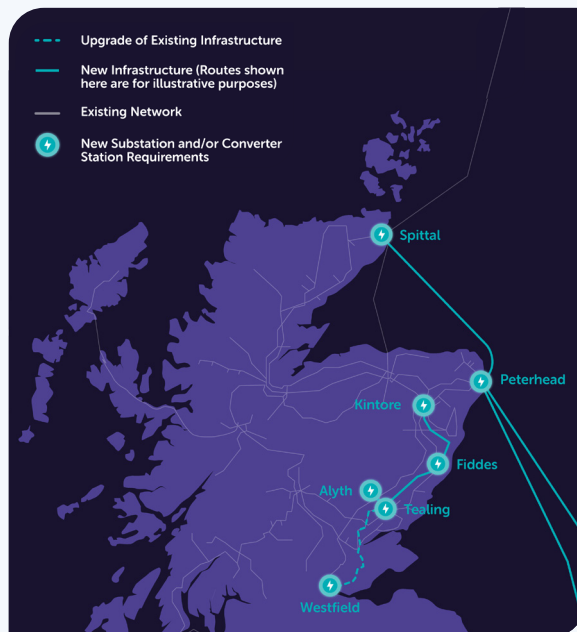 Upgrade of Existing Infrastructure
New Infrastructure (Routes shown
here are for illustrative purposes)
Existing Network
New Substation and/or Converter
Station Requirements
Spittal
Peterhead
Kintore
Fiddes
Alyth
Tealing
Westfield